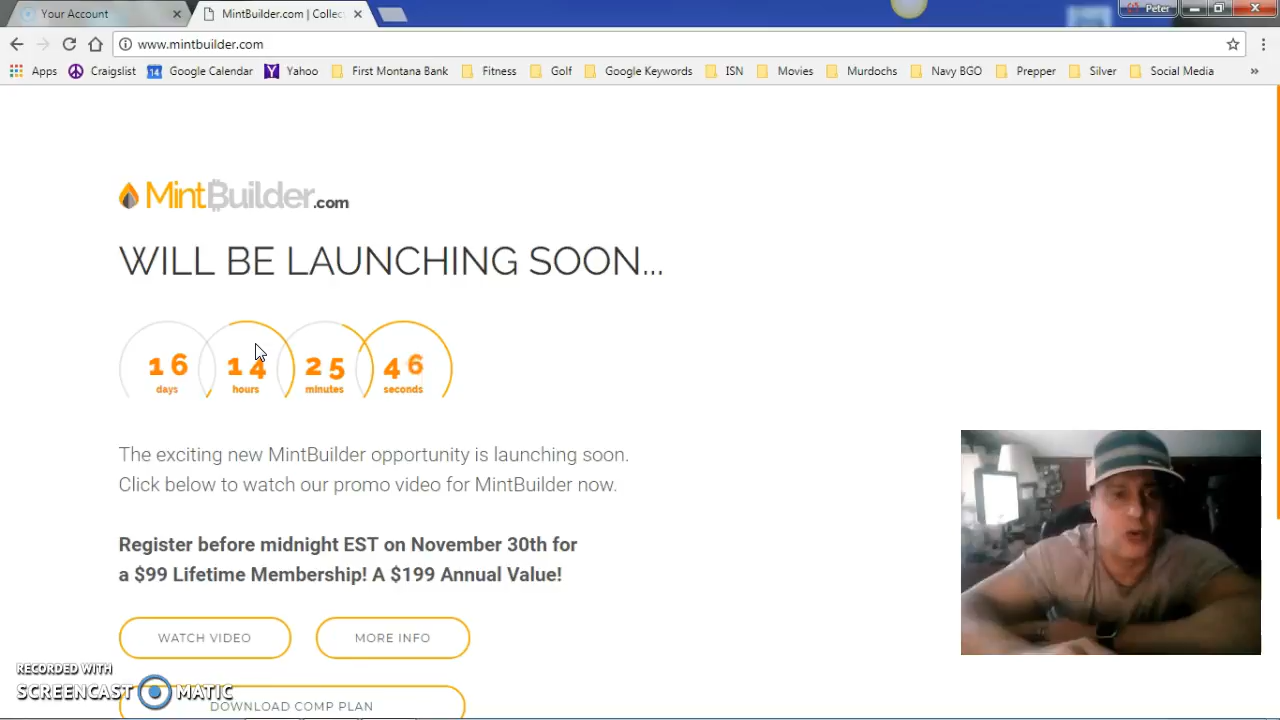 Your Account
MintBuilder.com | Collec
Peter
www.mintbuilder.com
Apps Craigslist 14 Google Calendar Yahoo First Montana Bank Fitness Golf Google Keywords ISN Movies Murdochs Navy BGO Prepper Silver Social Media »
MintBuilder.com
WILL BE LAUNCHING SOON...
16 14 25 46
days hours minutes seconds
The exciting new MintBuilder opportunity is launching soon.
Click below to watch our promo video for MintBuilder now.
Register before midnight EST on November 30th for
a $99 Lifetime Membership! A $199 Annual Value!
WATCH VIDEO MORE INFO
RECORDED WITH
SCREENCAST MATIC
DOWNLOAD COMP PLAN